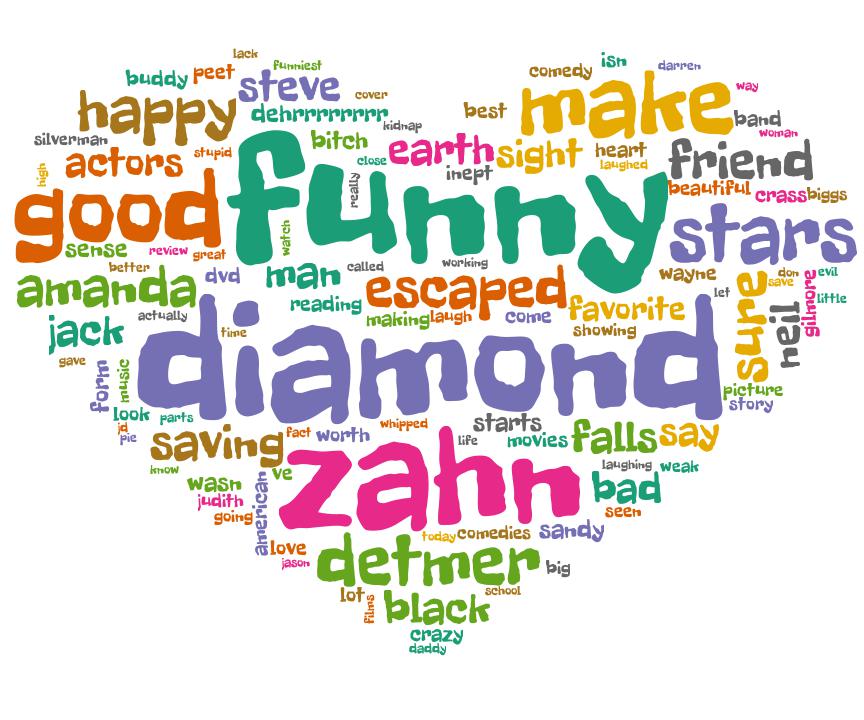 lack
funniest
isn
buddy
peet
steve
comedy
darren
happy
cover
dehrrrrrrrrr
best
make
way
band
woman
silverman
kidnap
bitch
actors
stupid
close
earth
sight
heart
laughed
friend
high
really
inept
beautiful
crass
biggs
good
funny
stars
watch
sense
review
great
working
better
dvd
man
called
wayne
don
evil
save
amanda
reading
escaped
favorite
let
little
sure
neil
gilmore
actually
making
laugh
come
showing
jack
time
diamond
gave
form
music
picture
story
look
parts
jd
pie
saving
fact
worth
whipped
starts
life
movies
falls
say
know
wasn
ve
zahn
laughing
weak
bad
judith
going
american
seen
today
comedies
sandy
love
jason
detmer
big
lot
films
black
school
crazy
daddy